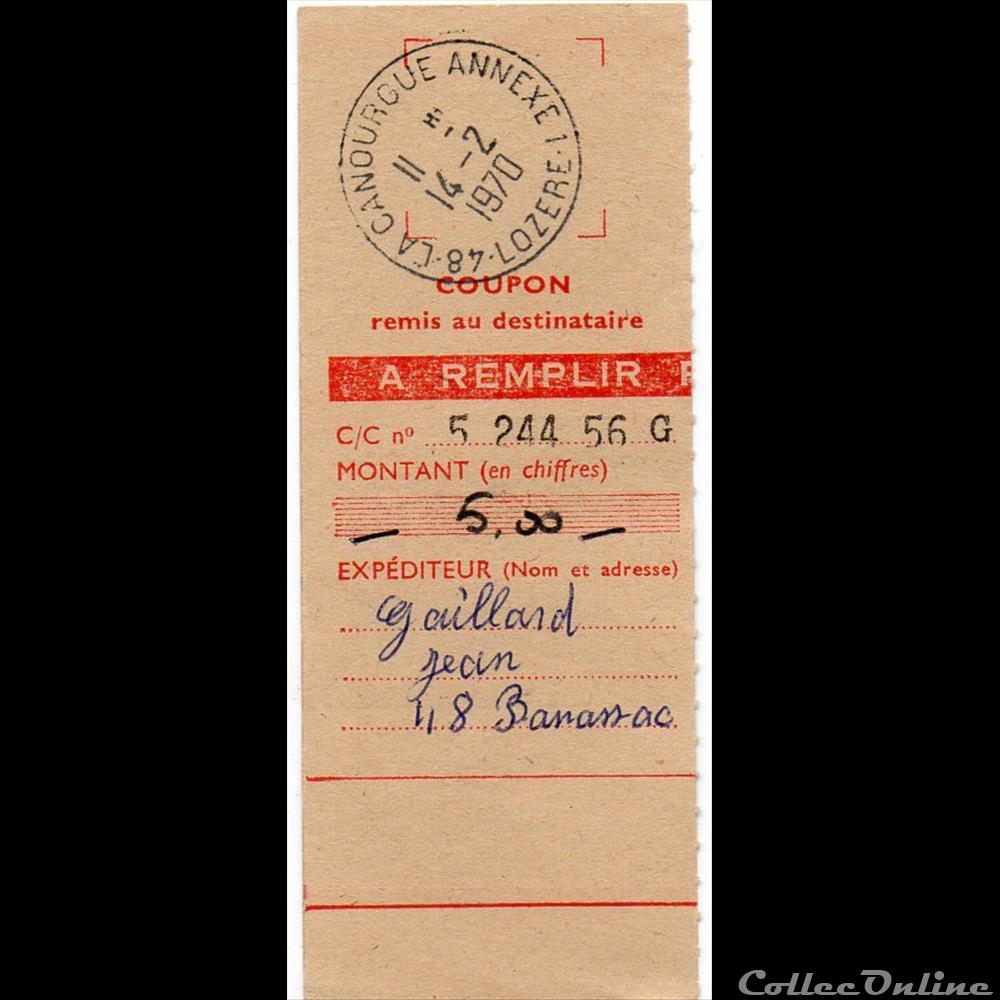 48·LA CANOURGUE ANNEXE 1·LOZERE·
11 H
14-2
1970
COUPON
remis au destinataire
A REMPLIR
C/C nº 5 244 56 G
MONTANT (en chiffres)
— 5,00 —
EXPÉDITEUR (Nom et adresse)
Gaillard
Jean
48 Banassac
CollecOnline